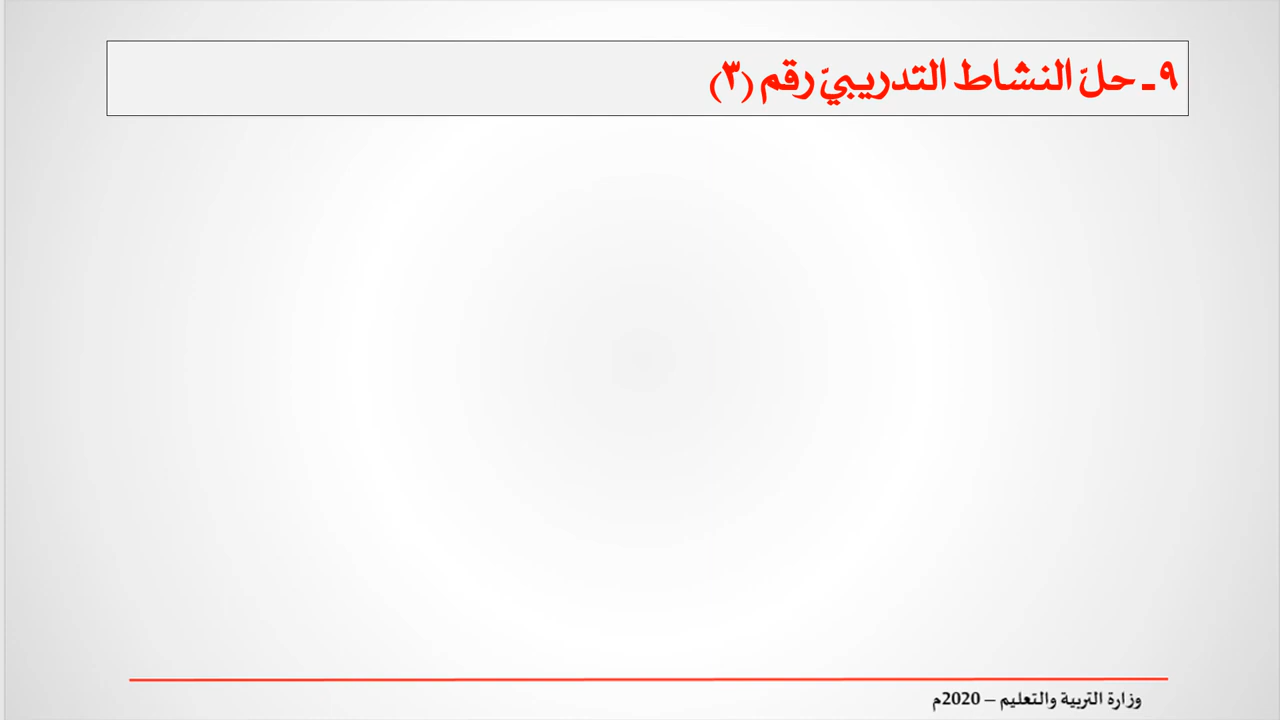 ٩ـ حلّ النشاط التدريبيّ رقم (٣)
وزارة التربية والتعليم – 2020م